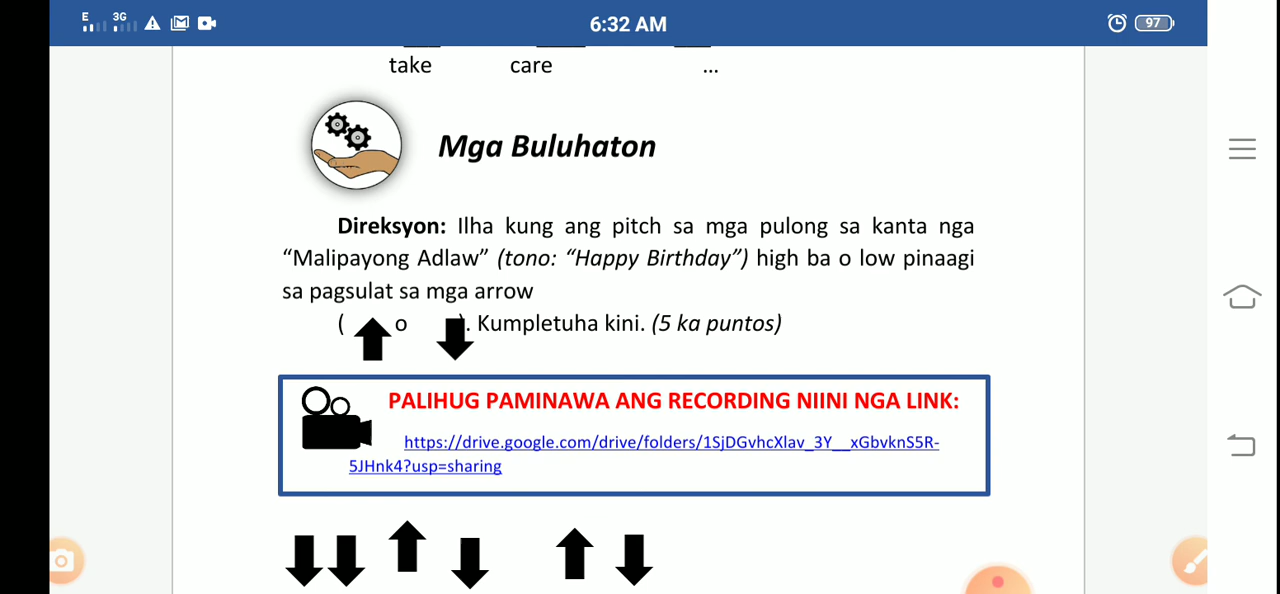 E 3G 6:32 AM 97
take care ...
Mga Buluhaton
Direksyon: Ilha kung ang pitch sa mga pulong sa kanta nga
“Malipayong Adlaw” (tono: “Happy Birthday”) high ba o low pinaagi
sa pagsulat sa mga arrow
( o ). Kumpletuha kini. (5 ka puntos)
PALIHUG PAMINAWA ANG RECORDING NIINI NGA LINK:
https://drive.google.com/drive/folders/1SjDGvhcXlav_3Y__xGbvknS5R-
5JHnk4?usp=sharing